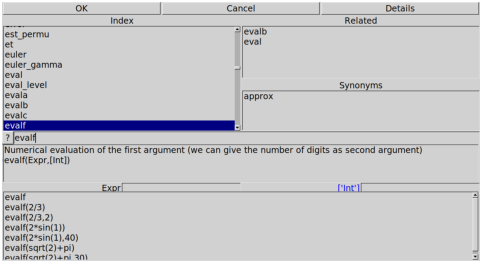 OK Cancel Details
Index Related
est_permu
et
euler
euler_gamma
eval
eval_level
evala
evalb
evalc
evalf
evalb
eval
Synonyms
approx
? evalf
Numerical evaluation of the first argument (we can give the number of digits as second argument)
evalf(Expr,[Int])
Expr ['Int']
evalf
evalf(2/3)
evalf(2/3,2)
evalf(2*sin(1))
evalf(2*sin(1),40)
evalf(sqrt(2)+pi)
evalf(sqrt(2)+pi,30)